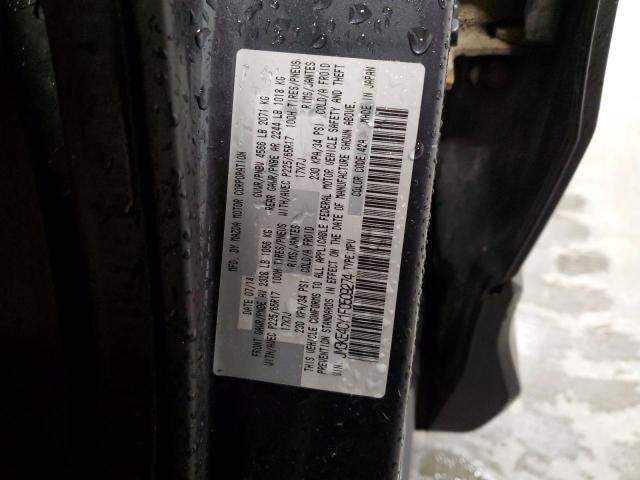 MFD. BY MAZDA MOTOR CORPORATION
DATE 07/14 GVWR/PNBV 4566 LB 2071 KG
FRONT GAWR/PNBE AV 2328 LB 1056 KG REAR GAWR/PNBE AR 2244 LB 1018 KG
WITH/AVEC P225/65R17 100H TIRES/PNEUS WITH/AVEC P225/65R17 100H TIRES/PNEUS
17X7J RIMS/JANTES 17X7J RIMS/JANTES
230 KPA/34 PSI COLD/A FROID 230 KPA/34 PSI COLD/A FROID
THIS VEHICLE CONFORMS TO ALL APPLICABLE FEDERAL MOTOR VEHICLE SAFETY AND THEFT
PREVENTION STANDARDS IN EFFECT ON THE DATE OF MANUFACTURE SHOWN ABOVE.
VIN: JM3KE4CX1F0509274 TYPE:MPV COLOR CODE:42A MADE IN JAPAN